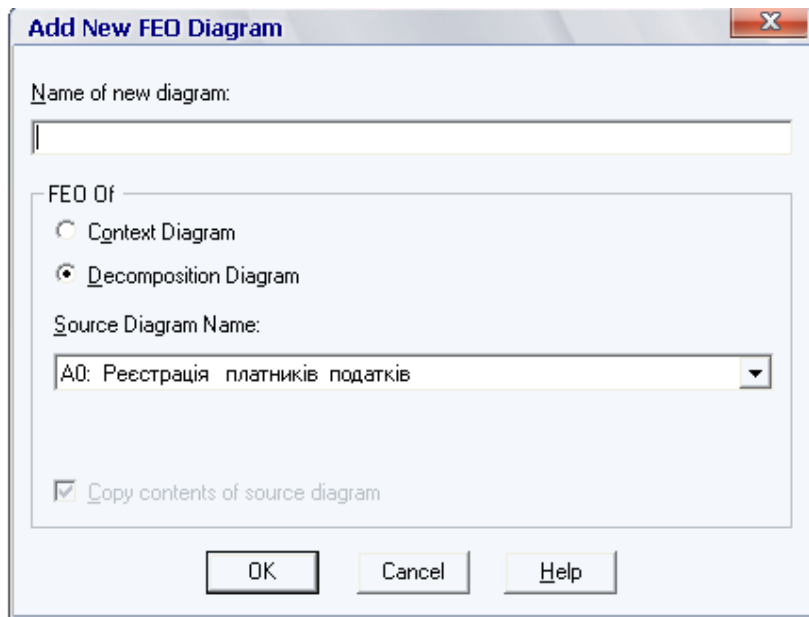 Add New FEO Diagram
Name of new diagram:
FEO Of
Context Diagram
Decomposition Diagram
Source Diagram Name:
A0: Реєстрація платників податків
Copy contents of source diagram
OK Cancel Help